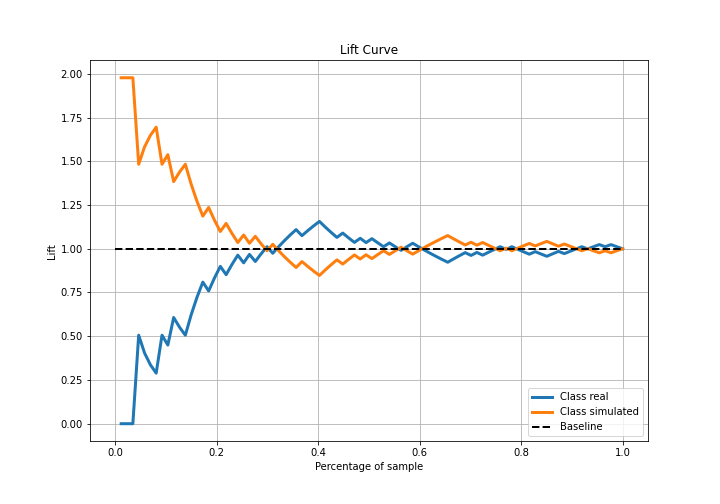 Lift Curve
2.00
1.75
1.50
1.25
1.00
0.75
0.50
0.25
0.00
Lift
0.0 0.2 0.4 0.6 0.8 1.0
Percentage of sample
Class real
Class simulated
Baseline